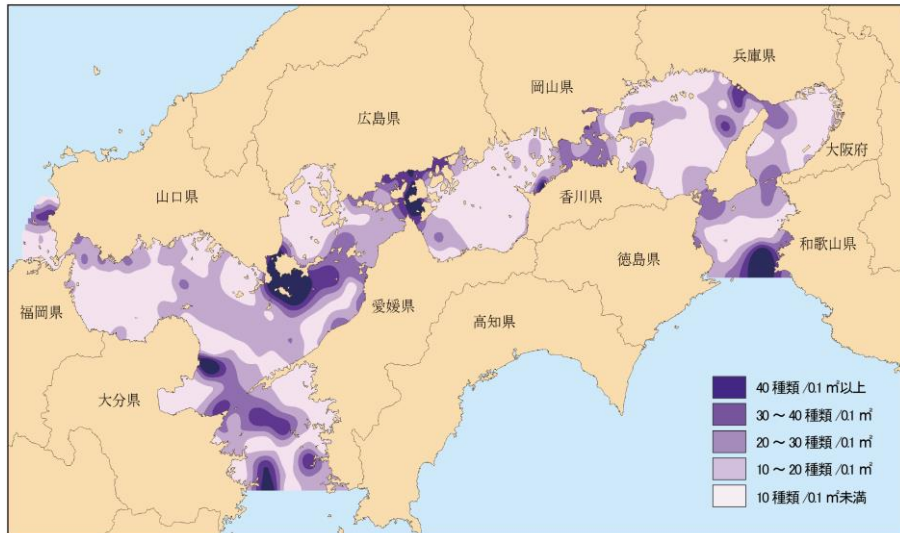 兵庫県
岡山県
広島県
大阪府
山口県
香川県
和歌山県
徳島県
福岡県
愛媛県
高知県
大分県
40 種類 /0.1 ㎡以上
30 ～ 40 種類 /0.1 ㎡
20 ～ 30 種類 /0.1 ㎡
10 ～ 20 種類 /0.1 ㎡
10 種類 /0.1 ㎡未満